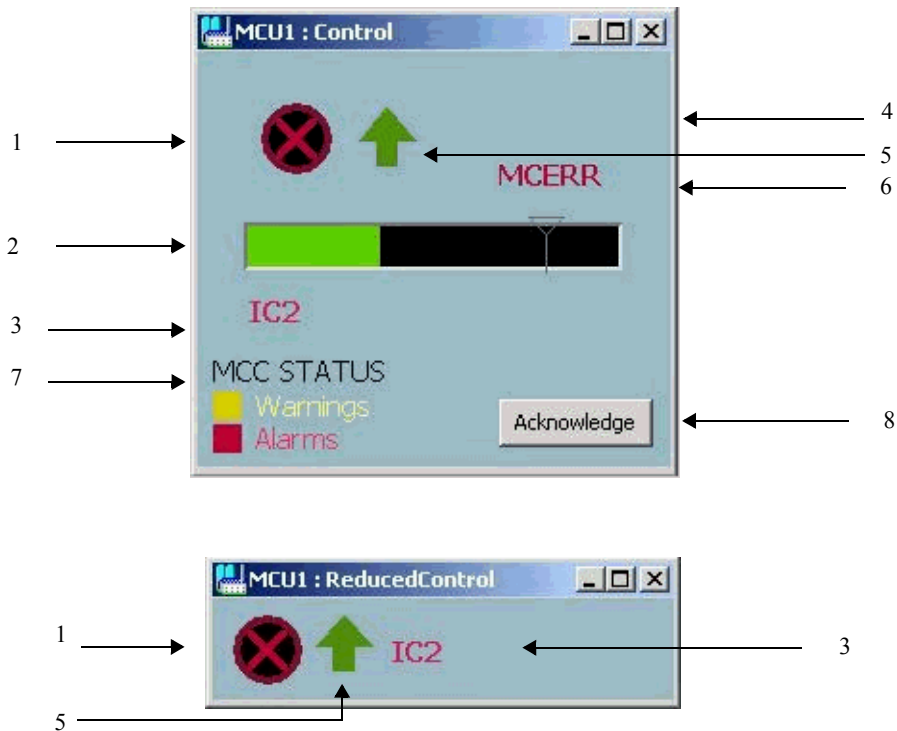 MCU1 : Control
4
1
5
MCERR
6
2
IC2
3
7
MCC STATUS
Warnings
Alarms
Acknowledge
8
MCU1 : ReducedControl
1
IC2
3
5